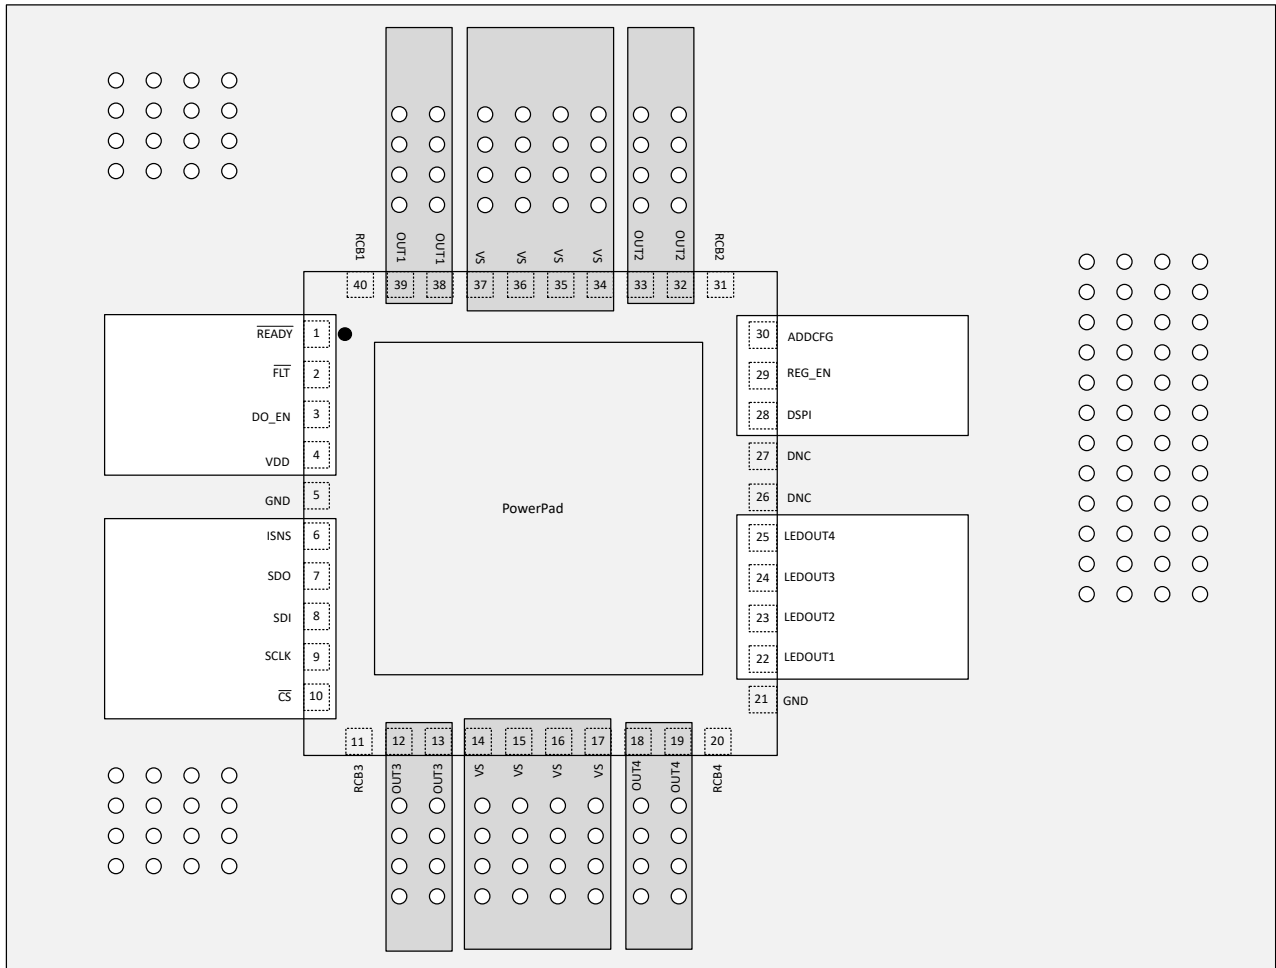 RCB1
OUT1
OUT1
VS
VS
VS
VS
OUT2
OUT2
RCB2
40
39
38
37
36
35
34
33
32
31
READY 1
FLT 2
DO_EN 3
VDD 4
GND 5
ISNS 6
SDO 7
SDI 8
SCLK 9
CS 10
PowerPad
30 ADDCFG
29 REG_EN
28 DSPI
27 DNC
26 DNC
25 LEDOUT4
24 LEDOUT3
23 LEDOUT2
22 LEDOUT1
21 GND
11
12
13
14
15
16
17
18
19
20
RCB3
OUT3
OUT3
VS
VS
VS
VS
OUT4
OUT4
RCB4